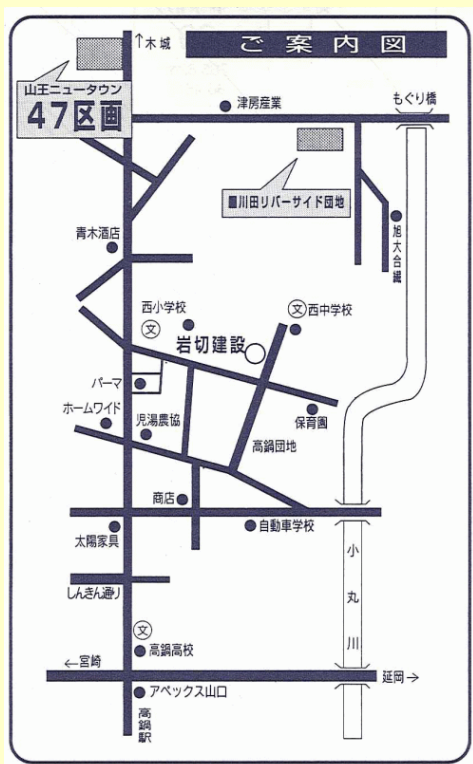 ↑木城
ご案内図
山王ニュータウン
47区画
津房産業
もぐり橋
川田リバーサイド団地
旭大合繊
青木酒店
西小学校
文
文
西中学校
岩切建設
パーマ
ホームワイド
児湯農協
保育園
高鍋団地
商店
太陽家具
自動車学校
小丸川
しんきん通り
文
高鍋高校
←宮崎
延岡→
アペックス山口
高鍋駅